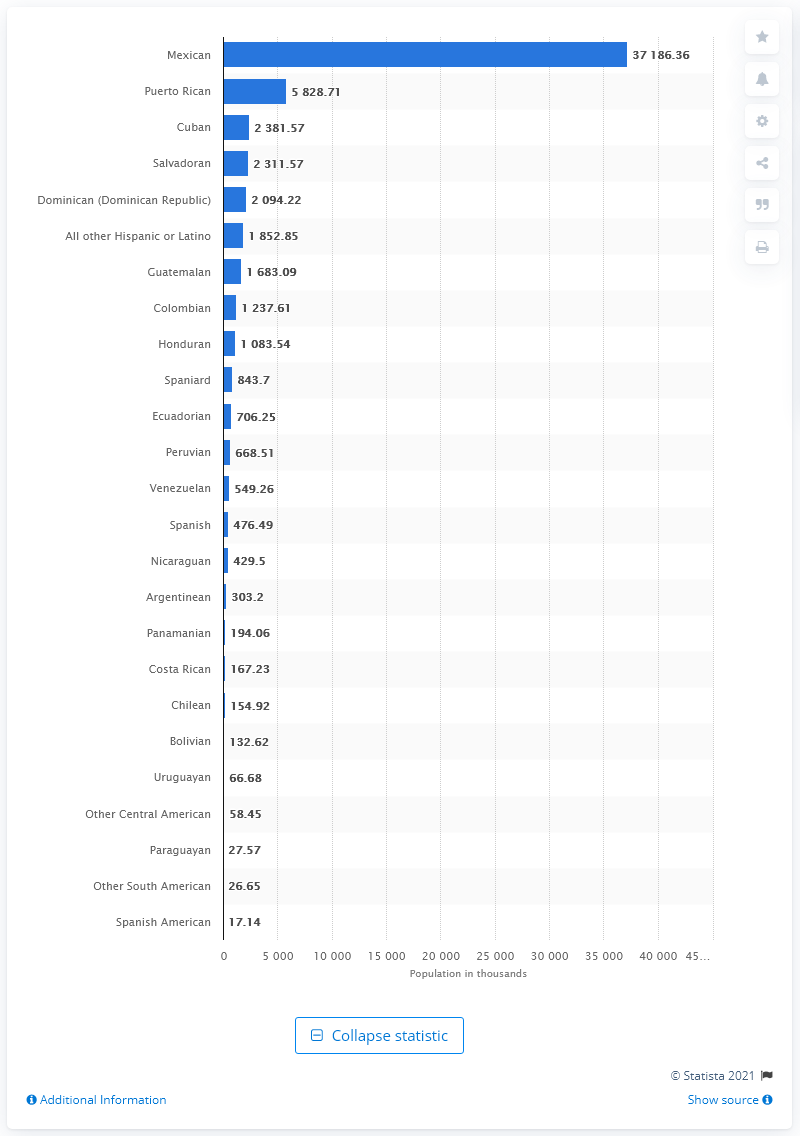 Mexican 37 186.36
Puerto Rican 5 828.71
Cuban 2 381.57
Salvadoran 2 311.57
Dominican (Dominican Republic) 2 094.22
All other Hispanic or Latino 1 852.85
Guatemalan 1 683.09
Colombian 1 237.61
Honduran 1 083.54
Spaniard 843.7
Ecuadorian 706.25
Peruvian 668.51
Venezuelan 549.26
Spanish 476.49
Nicaraguan 429.5
Argentinean 303.2
Panamanian 194.06
Costa Rican 167.23
Chilean 154.92
Bolivian 132.62
Uruguayan 66.68
Other Central American 58.45
Paraguayan 27.57
Other South American 26.65
Spanish American 17.14
0 5 000 10 000 15 000 20 000 25 000 30 000 35 000 40 000 45...
Population in thousands
Collapse statistic
© Statista 2021
Additional Information Show source